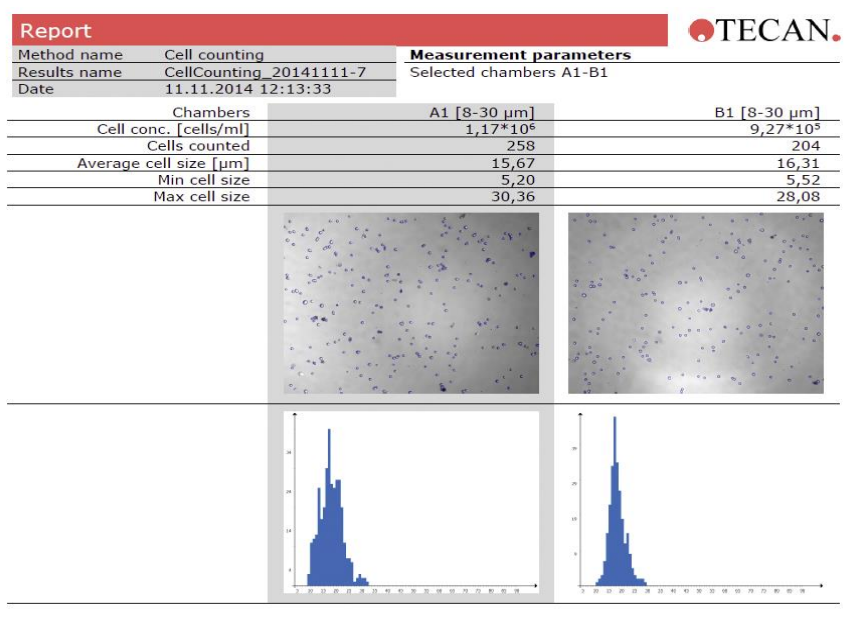 Report
TECAN.
Method name Cell counting Measurement parameters
Results name CellCounting_20141111-7 Selected chambers A1-B1
Date 11.11.2014 12:13:33
Chambers A1 [8-30 µm] B1 [8-30 µm]
Cell conc. [cells/ml] 1,17*10⁶ 9,27*10⁵
Cells counted 258 204
Average cell size [µm] 15,67 16,31
Min cell size 5,20 5,52
Max cell size 30,36 28,08